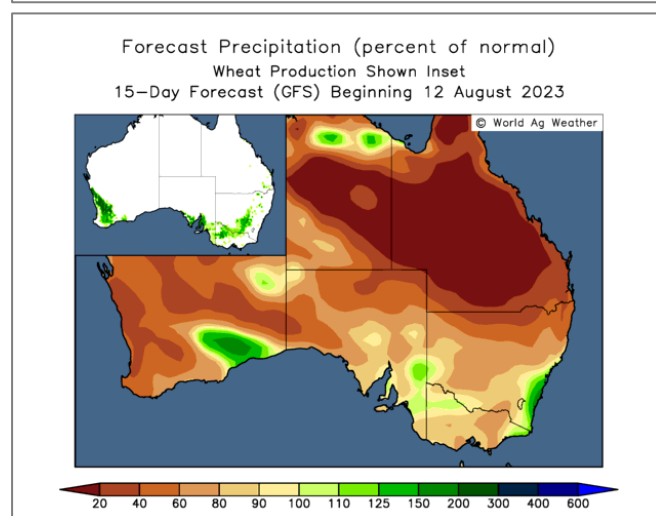 Forecast Precipitation (percent of normal)
Wheat Production Shown Inset
15-Day Forecast (GFS) Beginning 12 August 2023
© World Ag Weather
20 40 60 80 90 100 110 125 150 200 300 400 600